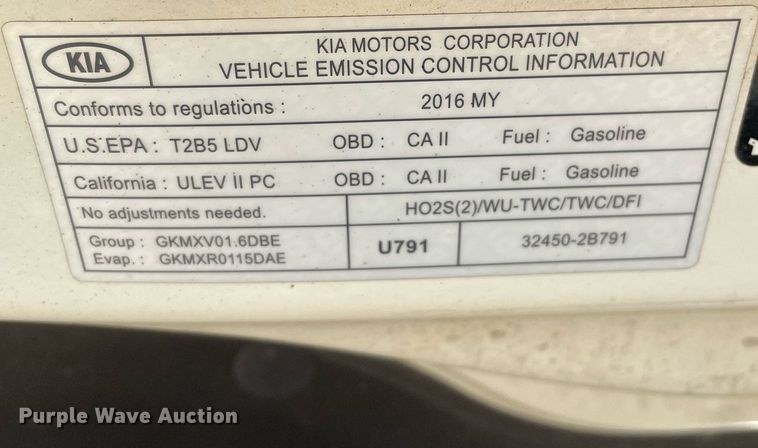 KIA
KIA MOTORS CORPORATION
VEHICLE EMISSION CONTROL INFORMATION
Conforms to regulations : 2016 MY
U.S.EPA : T2B5 LDV OBD : CA II Fuel : Gasoline
California : ULEV II PC OBD : CA II Fuel : Gasoline
No adjustments needed. HO2S(2)/WU-TWC/TWC/DFI
Group : GKMXV01.6DBE
Evap. : GKMXR0115DAE
U791
32450-2B791
Purple Wave Auction